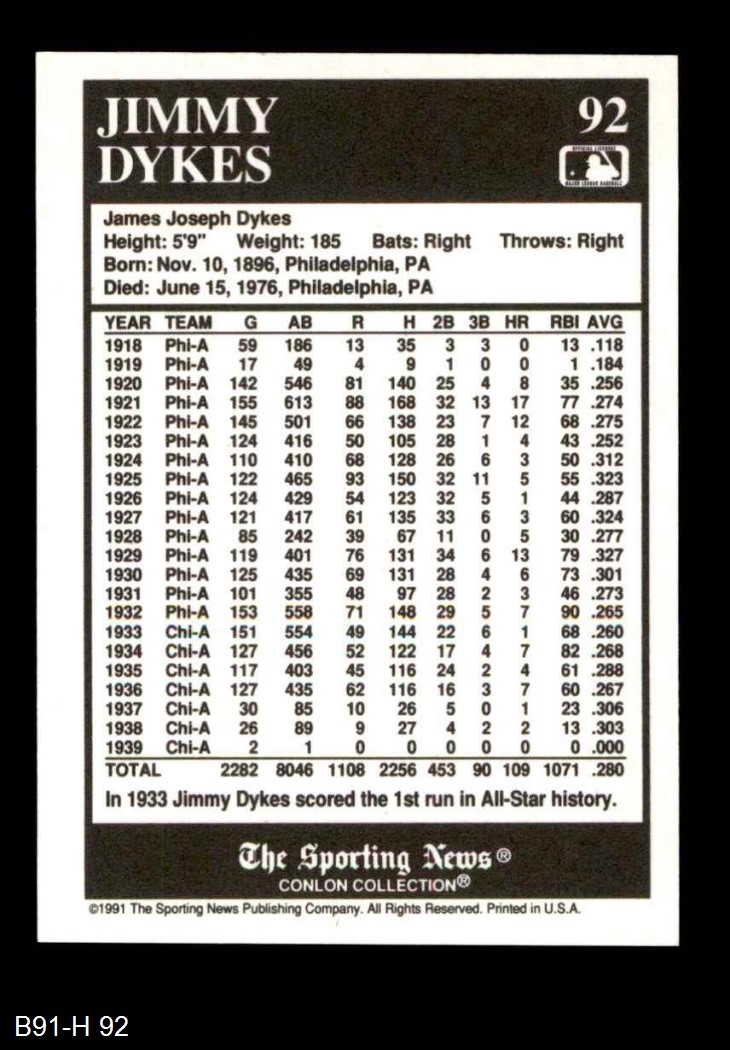 JIMMY
DYKES
92
OFFICIAL LICENSEE
MAJOR LEAGUE BASEBALL
James Joseph Dykes
Height: 5'9" Weight: 185 Bats: Right Throws: Right
Born: Nov. 10, 1896, Philadelphia, PA
Died: June 15, 1976, Philadelphia, PA
YEAR TEAM G AB R H 2B 3B HR RBI AVG
1918 Phi-A 59 186 13 35 3 3 0 13 .118
1919 Phi-A 17 49 4 9 1 0 0 1 .184
1920 Phi-A 142 546 81 140 25 4 8 35 .256
1921 Phi-A 155 613 88 168 32 13 17 77 .274
1922 Phi-A 145 501 66 138 23 7 12 68 .275
1923 Phi-A 124 416 50 105 28 1 4 43 .252
1924 Phi-A 110 410 68 128 26 6 3 50 .312
1925 Phi-A 122 465 93 150 32 11 5 55 .323
1926 Phi-A 124 429 54 123 32 5 1 44 .287
1927 Phi-A 121 417 61 135 33 6 3 60 .324
1928 Phi-A 85 242 39 67 11 0 5 30 .277
1929 Phi-A 119 401 76 131 34 6 13 79 .327
1930 Phi-A 125 435 69 131 28 4 6 73 .301
1931 Phi-A 101 355 48 97 28 2 3 46 .273
1932 Phi-A 153 558 71 148 29 5 7 90 .265
1933 Chi-A 151 554 49 144 22 6 1 68 .260
1934 Chi-A 127 456 52 122 17 4 7 82 .268
1935 Chi-A 117 403 45 116 24 2 4 61 .288
1936 Chi-A 127 435 62 116 16 3 7 60 .267
1937 Chi-A 30 85 10 26 5 0 1 23 .306
1938 Chi-A 26 89 9 27 4 2 2 13 .303
1939 Chi-A 2 1 0 0 0 0 0 0 .000
TOTAL 2282 8046 1108 2256 453 90 109 1071 .280
In 1933 Jimmy Dykes scored the 1st run in All-Star history.
The Sporting News®
CONLON COLLECTION®
©1991 The Sporting News Publishing Company. All Rights Reserved. Printed in U.S.A.
B91-H 92